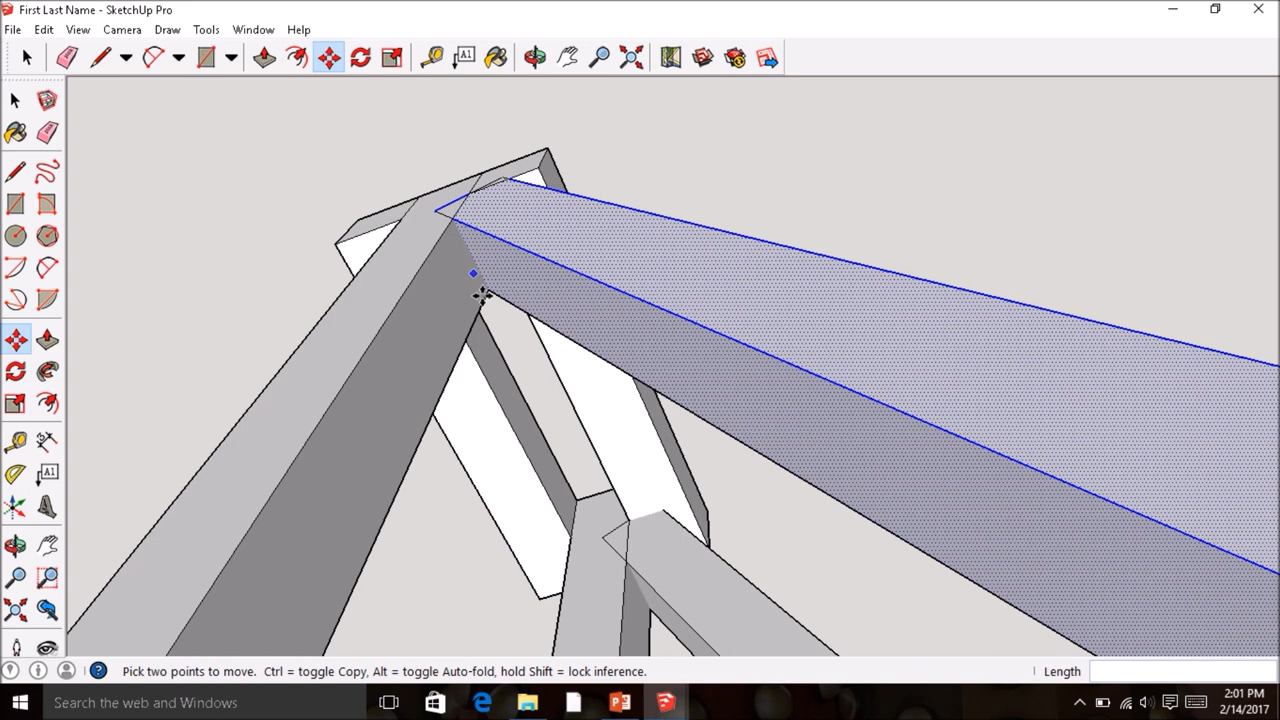 First Last Name - SketchUp Pro
File Edit View Camera Draw Tools Window Help
A1
A1
Pick two points to move. Ctrl = toggle Copy, Alt = toggle Auto-fold, hold Shift = lock inference.
Length
Search the web and Windows
2:01 PM
2/14/2017